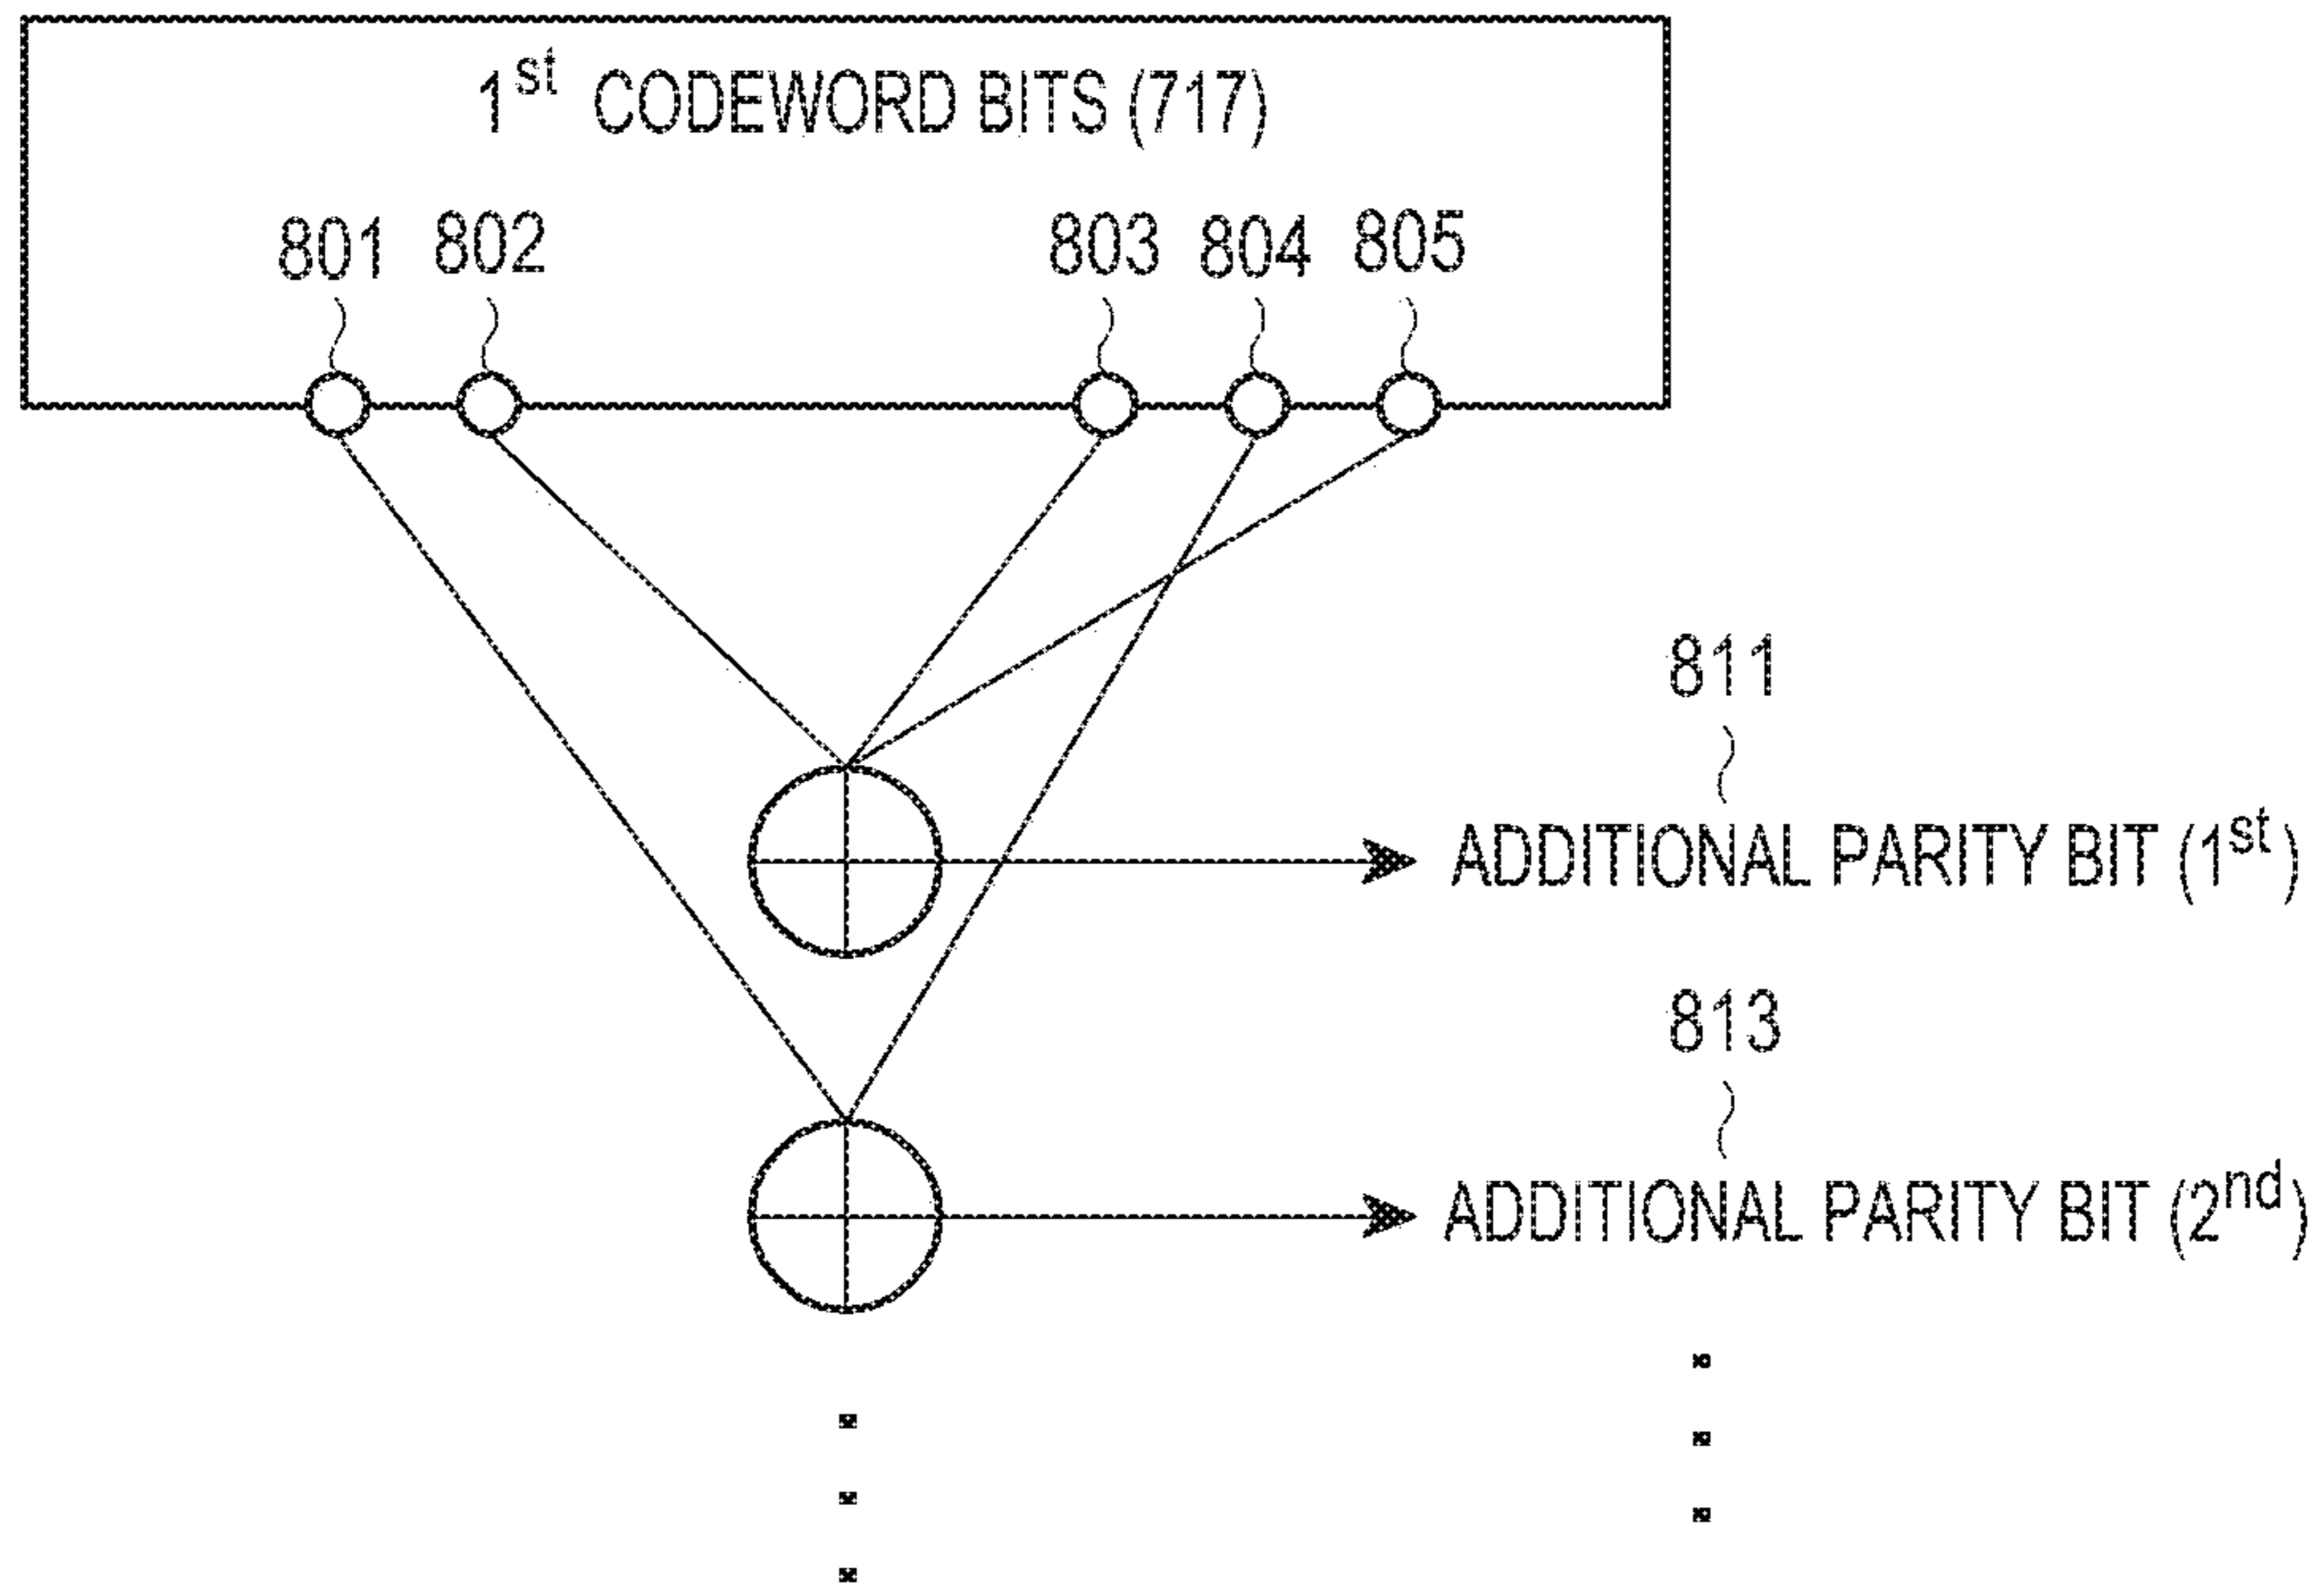 1st CODEWORD BITS (717)
801 802 803 804 805
811
ADDITIONAL PARITY BIT (1st)
813
ADDITIONAL PARITY BIT (2nd)